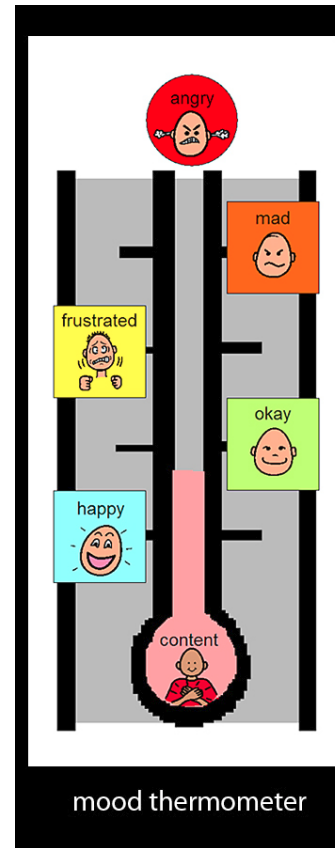 angry
mad
frustrated
okay
happy
content
mood thermometer